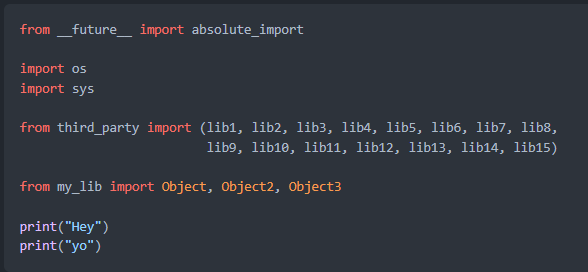 from __future__ import absolute_import
import os
import sys
from third_party import (lib1, lib2, lib3, lib4, lib5, lib6, lib7, lib8,
                         lib9, lib10, lib11, lib12, lib13, lib14, lib15)
from my_lib import Object, Object2, Object3
print("Hey")
print("yo")